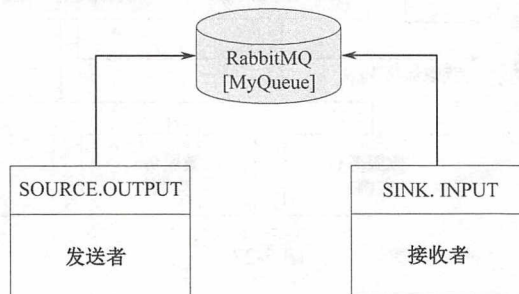 RabbitMQ
[MyQueue]
SOURCE.OUTPUT
SINK. INPUT
发送者
接收者